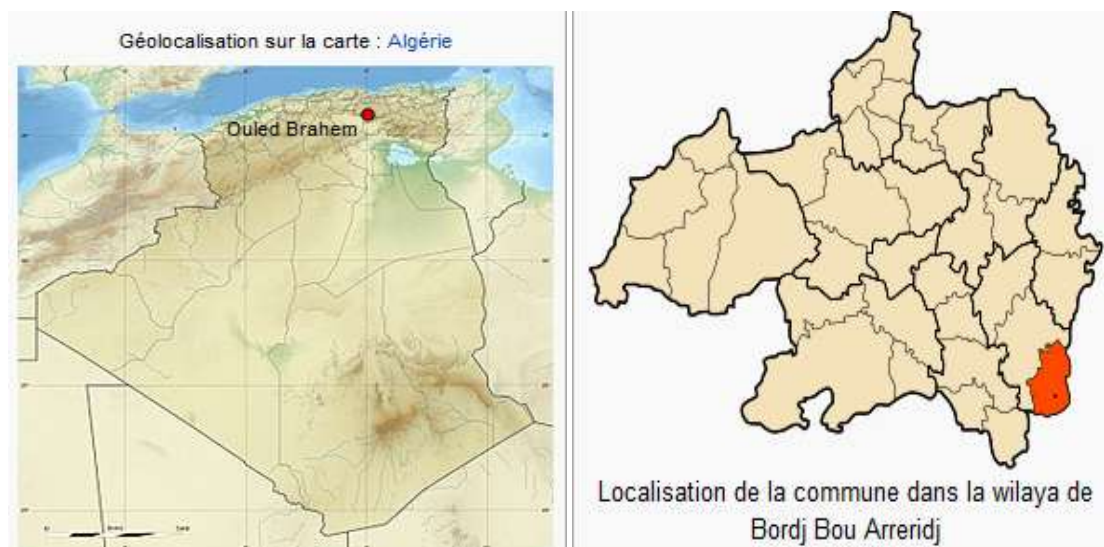 Géolocalisation sur la carte : Algérie
Ouled Brahem
Localisation de la commune dans la wilaya de
Bordj Bou Arreridj